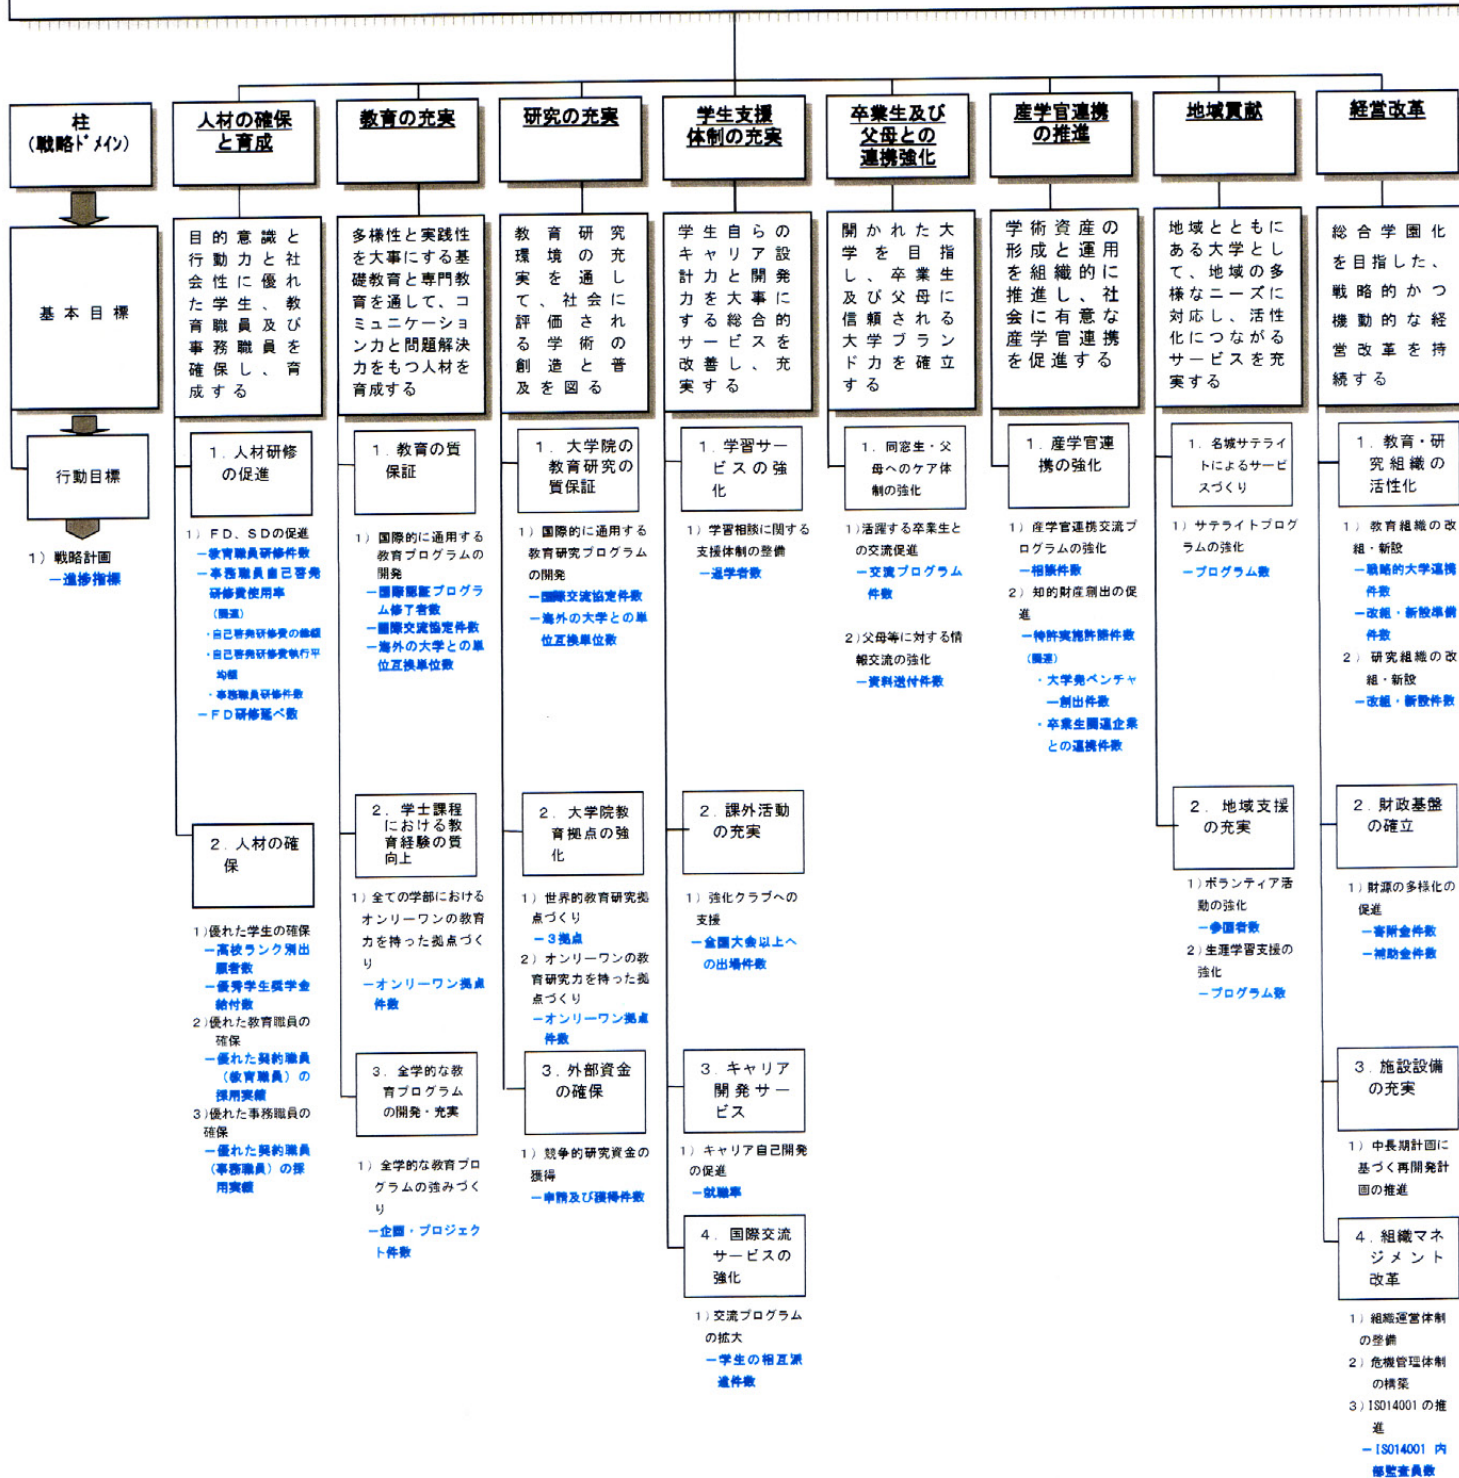 柱
（戦略ドメイン）
基本目標
行動目標
1）戦略計画
－進捗指標
人材の確保
と育成
目的意識と
行動力と社
会性に優れ
た学生、教
育職員及び
事務職員を
確保し、育
成する
1．人材研修
の促進
1）FD、SDの促進
－教育職員研修件数
－事務職員自己啓発
研修費使用率
（関連）
・自己啓発研修費の総額
・自己啓発研修費執行平
均額
・事務職員研修件数
－FD研修延べ数
2．人材の確
保
1)優れた学生の確保
－高校ランク別出
願者数
－優秀学生奨学金
給付数
2)優れた教育職員の
確保
－優れた契約職員
（教育職員）の
採用実績
3)優れた事務職員の
確保
－優れた契約職員
（事務職員）の採
用実績
教育の充実
多様性と実践性
を大事にする基
礎教育と専門教
育を通して、コ
ミュニケーショ
ン力と問題解決
力をもつ人材を
育成する
1．教育の質
保証
1）国際的に通用する
教育プログラムの
開発
－国際認証プログラ
ム修了者数
－国際交流協定件数
－海外の大学との単
位互換単位数
2．学士課程
における教
育経験の質
向上
1）全ての学部における
オンリーワンの教育
力を持った拠点づく
り
－オンリーワン拠点
件数
3．全学的な教
育プログラム
の開発・充実
1）全学的な教育プロ
グラムの強みづく
り
－企画・プロジェク
ト件数
研究の充実
教育研究
環境の充
実を通し
て、社会に
評価され
る学術の
創造と普
及を図る
1．大学院の
教育研究の
質保証
1）国際的に通用する
教育研究プログラム
の開発
－国際交流協定件数
－海外の大学との単
位互換単位数
2．大学院教
育拠点の強
化
1）世界的教育研究拠
点づくり
－3拠点
2）オンリーワンの教
育研究力を持った拠
点づくり
－オンリーワン拠点
件数
3．外部資金
の確保
1）競争的研究資金の
獲得
－申請及び獲得件数
学生支援
体制の充実
学生自らの
キャリア設
計力と開発
力を大事に
する総合的
サービスを
改善し、充
実する
1．学習サー
ビスの強
化
1）学習相談に関する
支援体制の整備
－退学者数
2．課外活動
の充実
1）強化クラブへの
支援
－全国大会以上へ
の出場件数
3．キャリア
開発サー
ビス
1）キャリア自己開発
の促進
－就職率
4．国際交流
サービスの
強化
1)交流プログラム
の拡大
－学生の相互派
遣件数
卒業生及び
父母との
連携強化
開かれた大
学を目指
し、卒業生
及び父母に
信頼される
大学ブラン
ド力を確立
する
1．同窓生・父
母へのケア体
制の強化
1)活躍する卒業生と
の交流促進
－交流プログラム
件数
2)父母等に対する情
報交流の強化
－資料送付件数
産学官連携
の推進
学術資産の
形成と運用
を組織的に
推進し、社
会に有意な
産学官連携
を促進する
1．産学官連
携の強化
1）産学官連携交流プ
ログラムの強化
－相談件数
2）知的財産創出の促
進
－特許実施許諾件数
（関連）
・大学発ベンチャ
ー創出件数
・卒業生関連企業
との連携件数
地域貢献
地域とともに
ある大学とし
て、地域の多
様なニーズに
対応し、活性
化につながる
サービスを充
実する
1．名城サテライ
トによるサービ
スづくり
1）サテライトプログ
ラムの強化
－プログラム数
2．地域支援
の充実
1)ボランティア活
動の強化
－参画者数
2)生涯学習支援の
強化
－プログラム数
経営改革
総合学園化
を目指した、
戦略的かつ
機動的な経
営改革を持
続する
1．教育・研
究組織の
活性化
1）教育組織の改
組・新設
－戦略的大学連携
件数
－改組・新設準備
件数
2）研究組織の改
組・新設
－改組・新設件数
2．財政基盤
の確立
1)財源の多様化の
促進
－寄附金件数
－補助金件数
3．施設設備
の充実
1）中長期計画に
基づく再開発計
画の推進
4．組織マネ
ジメント
改革
1）組織運営体制
の整備
2）危機管理体制
の構築
3)ISO14001の推
進
－ISO14001 内
部監査員数